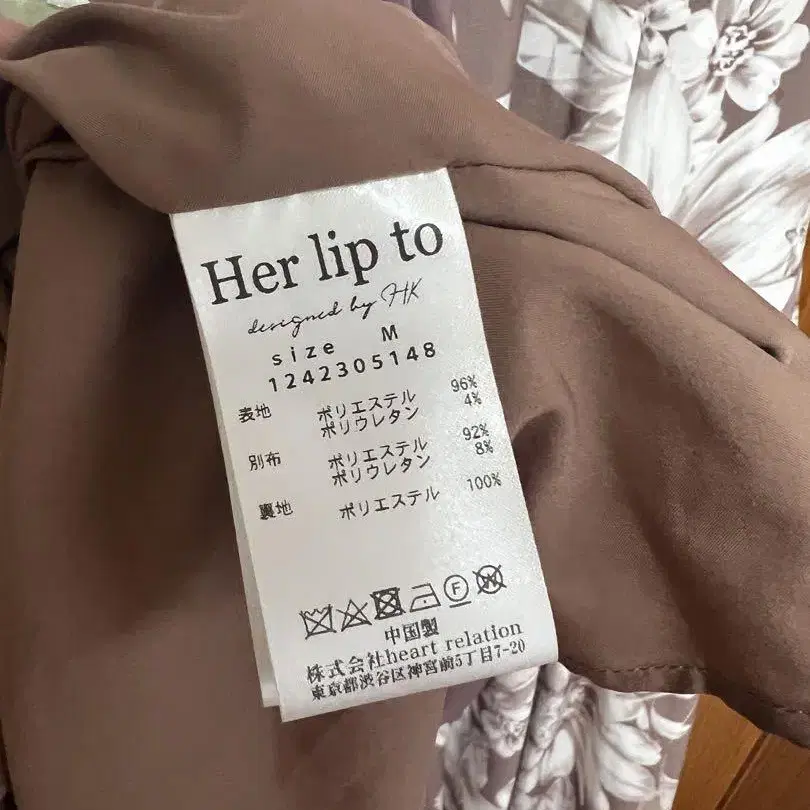 Her lip to
designed by HK
size M
1242305148
表地 ポリエステル 96%
ポリウレタン 4%
別布 ポリエステル 92%
ポリウレタン 8%
裏地 ポリエステル 100%
F W
中国製
株式会社heart relation
東京都渋谷区神宮前5丁目7-20